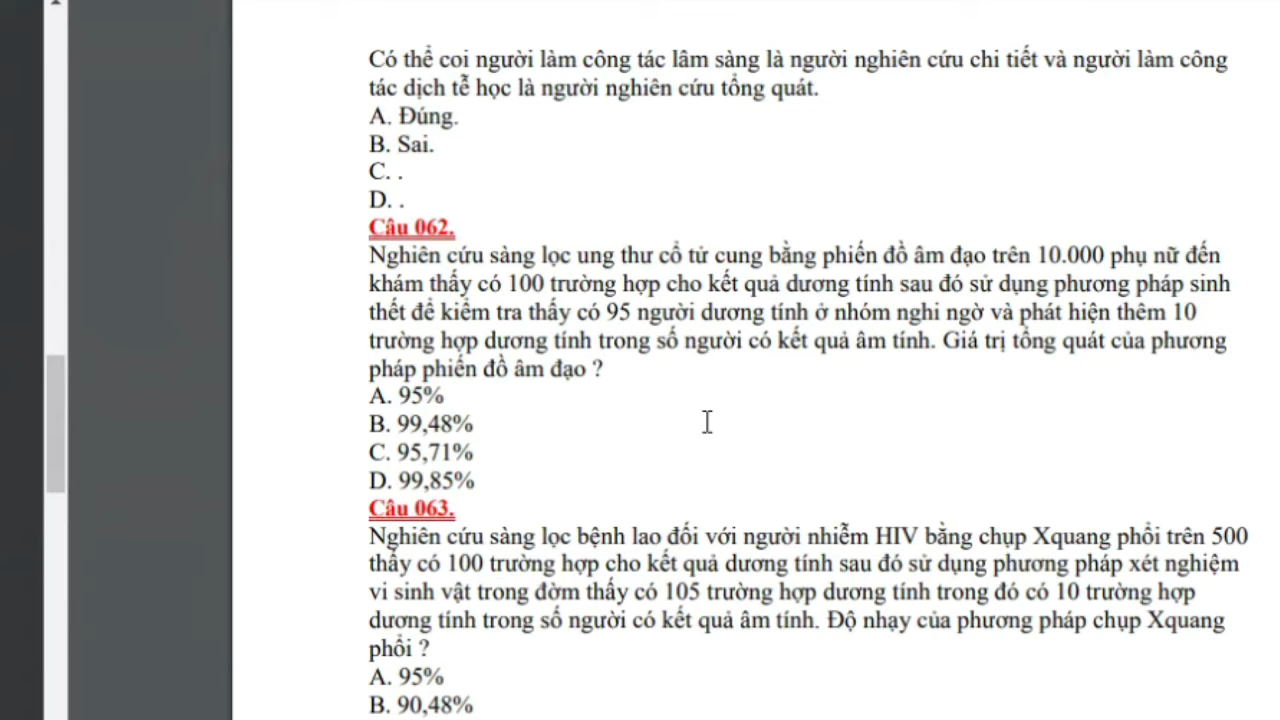 Có thể coi người làm công tác lâm sàng là người nghiên cứu chi tiết và người làm công
tác dịch tễ học là người nghiên cứu tổng quát.
A. Đúng.
B. Sai.
C. .
D. .
Câu 062.
Nghiên cứu sàng lọc ung thư cổ tử cung bằng phiến đồ âm đạo trên 10.000 phụ nữ đến
khám thấy có 100 trường hợp cho kết quả dương tính sau đó sử dụng phương pháp sinh
thết để kiểm tra thấy có 95 người dương tính ở nhóm nghi ngờ và phát hiện thêm 10
trường hợp dương tính trong số người có kết quả âm tính. Giá trị tổng quát của phương
pháp phiến đồ âm đạo ?
A. 95%
B. 99,48%
C. 95,71%
D. 99,85%
Câu 063.
Nghiên cứu sàng lọc bệnh lao đối với người nhiễm HIV bằng chụp Xquang phổi trên 500
thấy có 100 trường hợp cho kết quả dương tính sau đó sử dụng phương pháp xét nghiệm
vi sinh vật trong đờm thấy có 105 trường hợp dương tính trong đó có 10 trường hợp
dương tính trong số người có kết quả âm tính. Độ nhạy của phương pháp chụp Xquang
phổi ?
A. 95%
B. 90,48%